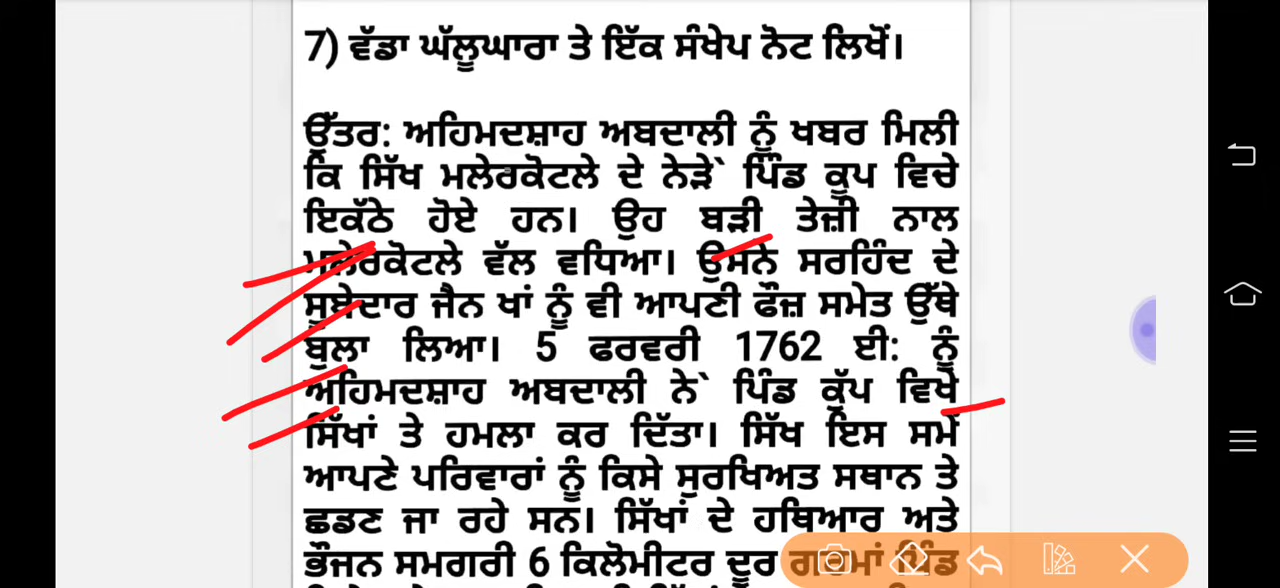 7) ਵੱਡਾ ਘੱਲੂਘਾਰਾ ਤੇ ਇੱਕ ਸੰਖੇਪ ਨੋਟ ਲਿਖੋਂ।
ਉੱਤਰ: ਅਹਿਮਦਸ਼ਾਹ ਅਬਦਾਲੀ ਨੂੰ ਖਬਰ ਮਿਲੀ
ਕਿ ਸਿੱਖ ਮਲੇਰਕੋਟਲੇ ਦੇ ਨੇੜੇ` ਪਿੰਡ ਕੂਪ ਵਿਚੇ
ਇਕੱਠੇ ਹੋਏ ਹਨ। ਉਹ ਬੜੀ ਤੇਜ਼ੀ ਨਾਲ
ਮਲੇਰਕੋਟਲੇ ਵੱਲ ਵਧਿਆ। ਉਸਨੇ ਸਰਹਿੰਦ ਦੇ
ਸੂਬੇਦਾਰ ਜੈਨ ਖਾਂ ਨੂੰ ਵੀ ਆਪਣੀ ਫੌਜ਼ ਸਮੇਤ ਉੱਥੇ
ਬੁਲਾ ਲਿਆ। 5 ਫਰਵਰੀ 1762 ਈ: ਨੂੰ
ਅਹਿਮਦਸ਼ਾਹ ਅਬਦਾਲੀ ਨੇ` ਪਿੰਡ ਕੁੱਪ ਵਿਖੇ
ਸਿੱਖਾਂ ਤੇ ਹਮਲਾ ਕਰ ਦਿੱਤਾ। ਸਿੱਖ ਇਸ ਸਮੇਂ
ਆਪਣੇ ਪਰਿਵਾਰਾਂ ਨੂੰ ਕਿਸੇ ਸੁਰਖਿਅਤ ਸਥਾਨ ਤੇ
ਛਡਣ ਜਾ ਰਹੇ ਸਨ। ਸਿੱਖਾਂ ਦੇ ਹਥਿਆਰ ਅਤੇ
ਭੌਜਨ ਸਮਗਰੀ 6 ਕਿਲੋਮੀਟਰ ਦੂਰ ਪਿੰਡ